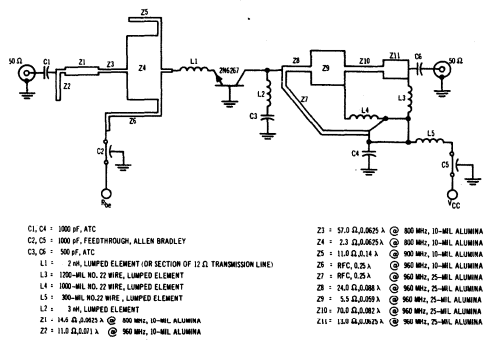 Z5
50 Ω
C1
Z1
Z3
Z4
L1
2N6267
Z8
Z9
Z10
Z11
C6
50 Ω
Z2
Z6
L2
Z7
L4
L3
C3
L5
C2
C4
C5
Rbe
VCC
C1, C4 = 1000 pF, ATC
C2, C5 = 1000 pF, FEEDTHROUGH, ALLEN BRADLEY
C3, C6 = 500 pF, ATC
L1 = 2 nH, LUMPED ELEMENT (OR SECTION OF 12 Ω TRANSMISSION LINE)
L3 = 1200-MIL NO. 22 WIRE, LUMPED ELEMENT
L4 = 1000-MIL NO. 22 WIRE, LUMPED ELEMENT
L5 = 300-MIL NO.22 WIRE, LUMPED ELEMENT
L2 = 3 nH, LUMPED ELEMENT
Z1 = 14.6 Ω,0.0625 λ @ 800 MHz, 10-MIL ALUMINA
Z2 = 11.0 Ω,0.071 λ @ 960 MHz, 10-MIL ALUMINA
Z3 = 57.0 Ω,0.0625 λ @ 800 MHz, 10-MIL ALUMINA
Z4 = 2.3 Ω,0.0625 λ @ 800 MHz, 10-MIL ALUMINA
Z5 = 11.0 Ω,0.14 λ @ 900 MHz, 10-MIL ALUMINA
Z6 = RFC, 0.25 λ @ 960 MHz, 10-MIL ALUMINA
Z7 = RFC, 0.25 λ @ 960 MHz, 25-MIL ALUMINA
Z8 = 24.0 Ω,0.088 λ @ 960 MHz, 25-MIL ALUMINA
Z9 = 5.5 Ω,0.059 λ @ 960 MHz, 25-MIL ALUMINA
Z10 = 70.0 Ω,0.082 λ @ 960 MHz, 25-MIL ALUMINA
Z11 = 13.0 Ω,0.0625 λ @ 960 MHz, 25-MIL ALUMINA